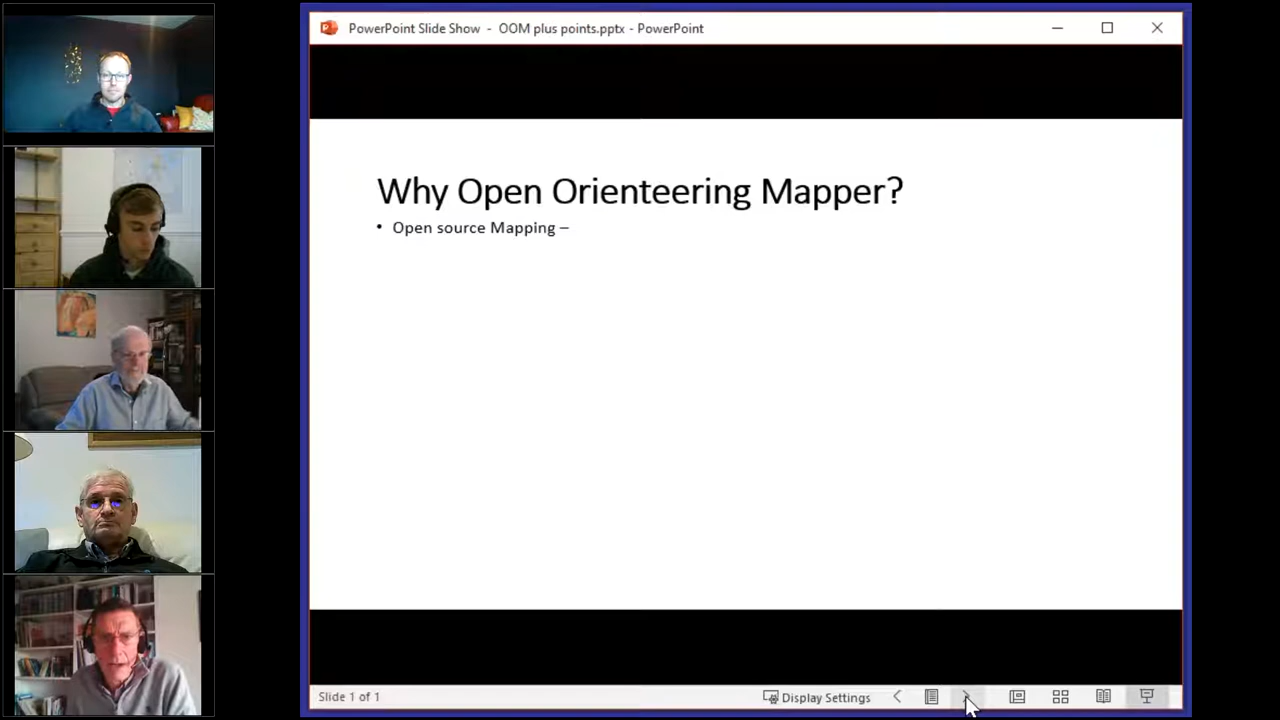 PowerPoint Slide Show - OOM plus points.pptx - PowerPoint
Why Open Orienteering Mapper?
• Open source Mapping –
Slide 1 of 1
Display Settings